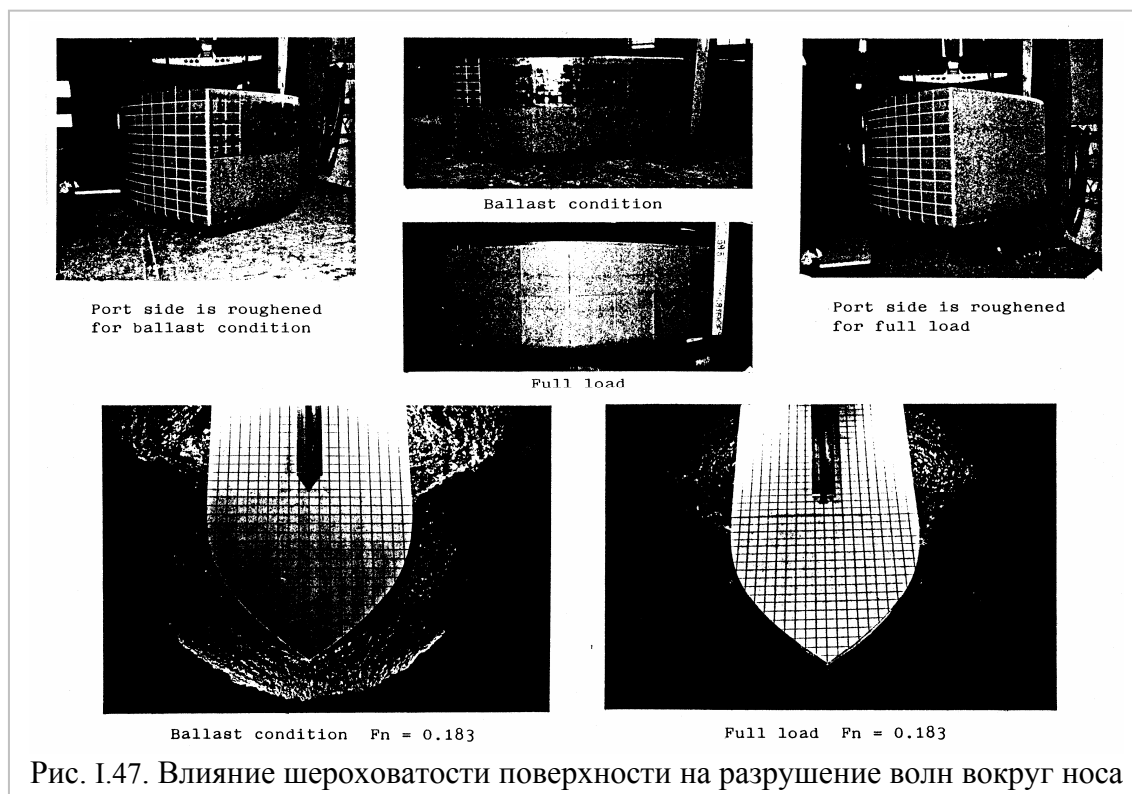 Ballast condition
Port side is roughened
for ballast condition
Port side is roughened
for full load
Full load
Ballast condition Fn = 0.183
Full load Fn = 0.183
Рис. I.47. Влияние шероховатости поверхности на разрушение волн вокруг носа